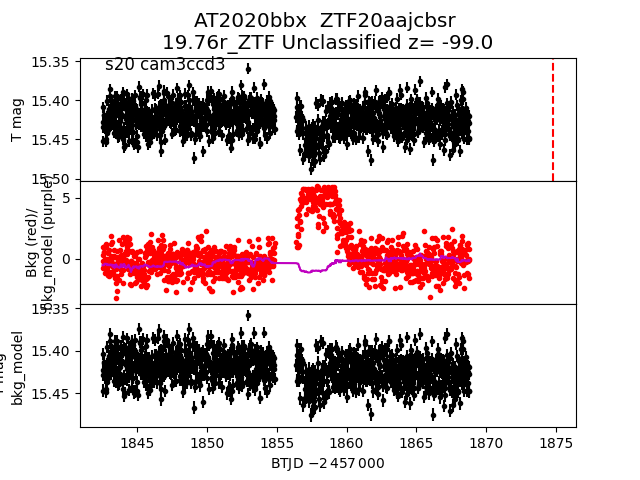 AT2020bbx  ZTF20aajcbsr
19.76r_ZTF Unclassified z= -99.0
s20 cam3ccd3
T mag
15.35
15.40
15.45
15.50
Bkg (red)/
bkg_model (purple)
5
0
bkg_model
15.35
15.40
15.45
1845 1850 1855 1860 1865 1870 1875
BTJD −2 457 000